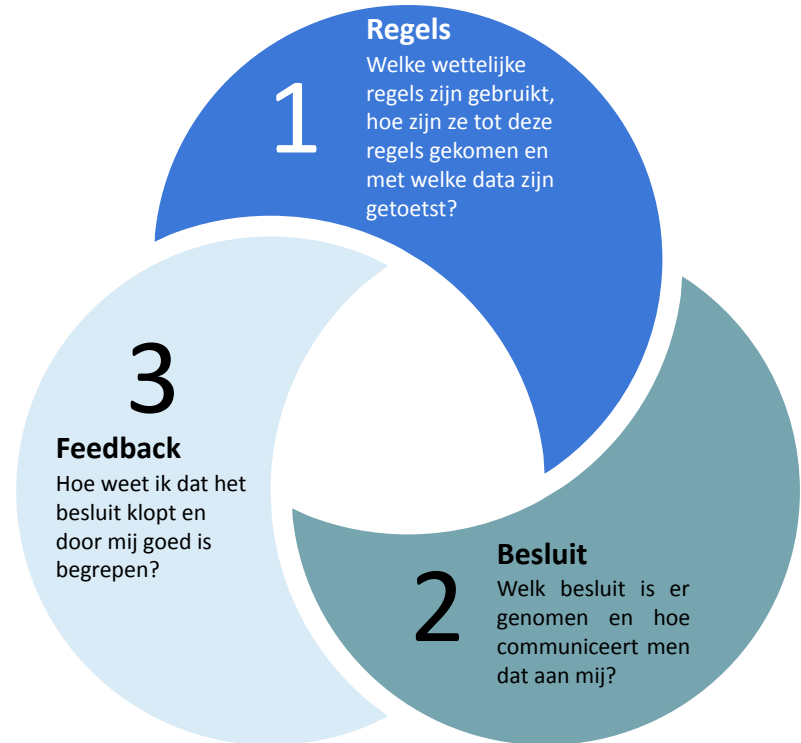 1
Regels
Welke wettelijke
regels zijn gebruikt,
hoe zijn ze tot deze
regels gekomen en
met welke data zijn
getoetst?
2
Besluit
Welk besluit is er
genomen en hoe
communiceert men
dat aan mij?
3
Feedback
Hoe weet ik dat het
besluit klopt en
door mij goed is
begrepen?